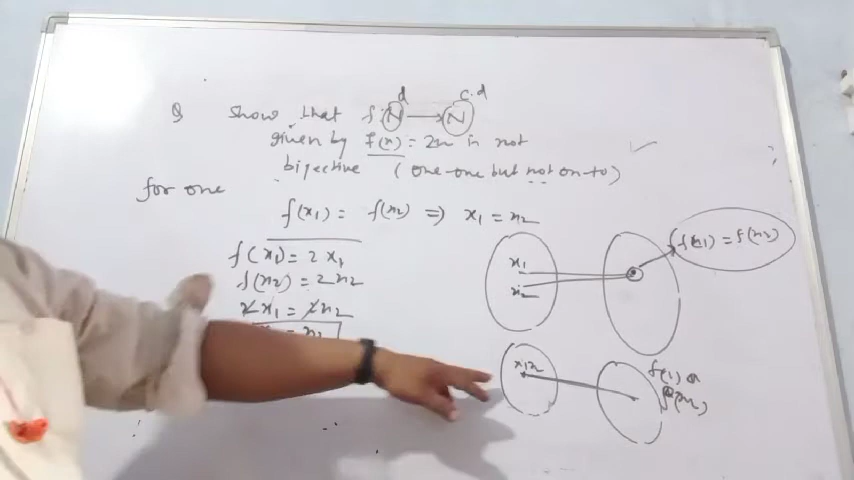 Q Show that f: N → N
d c.d
given by f(x) = 2x is not
bijective (one-one but not on-to)
for one
f(x₁) = f(x₂) ⇒ x₁ = x₂
f(x₁) = 2x₁
f(x₂) = 2x₂
2x₁ = 2x₂
= x₂
x₁
x₂
f(x₁) = f(x₂)